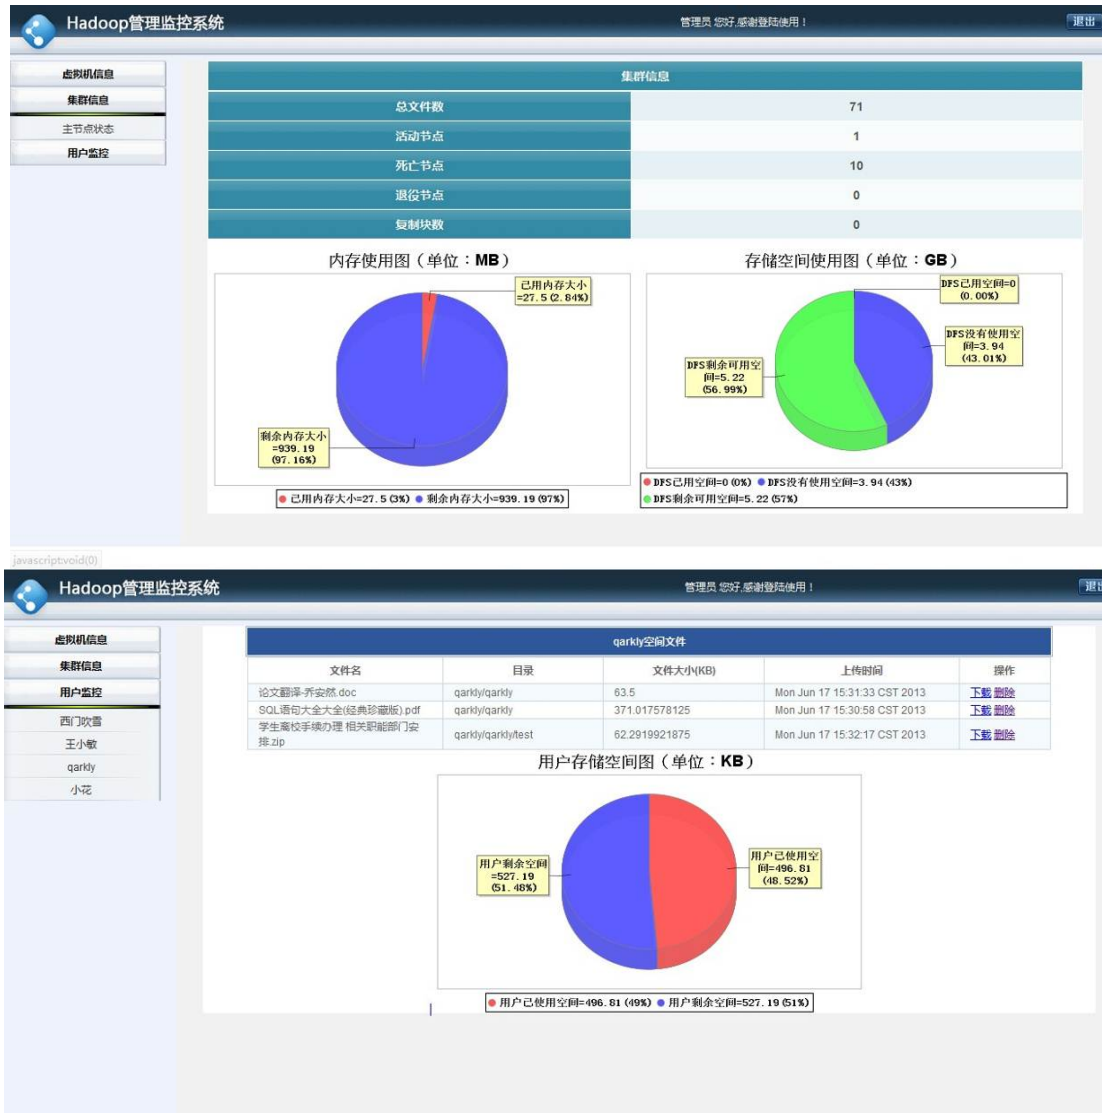 Hadoop管理监控系统
管理员 您好,感谢登陆使用！
退出
虚拟机信息
集群信息
主节点状态
用户监控
集群信息
总文件数 71
活动节点 1
死亡节点 10
退役节点 0
复制块数 0
内存使用图（单位：MB）
已用内存大小
=27.5 (2.84%)
剩余内存大小
=939.19
(97.16%)
已用内存大小=27.5 (3%) 剩余内存大小=939.19 (97%)
存储空间使用图（单位：GB）
DFS已用空间=0
(0.00%)
DFS没有使用空
间=3.94
(43.01%)
DFS剩余可用空
间=5.22
(56.99%)
DFS已用空间=0 (0%) DFS没有使用空间=3.94 (43%)
DFS剩余可用空间=5.22 (57%)
javascript:void(0)
Hadoop管理监控系统
管理员 您好,感谢登陆使用！
退出
虚拟机信息
集群信息
用户监控
西门吹雪
王小敏
qarkly
小花
qarkly空间文件
文件名 目录 文件大小(KB) 上传时间 操作
论文翻译-乔安然.doc qarkly/qarkly 63.5 Mon Jun 17 15:31:33 CST 2013 下载 删除
SQL语句大全大全(经典珍藏版).pdf qarkly/qarkly 371.017578125 Mon Jun 17 15:30:58 CST 2013 下载 删除
学生离校手续办理 相关职能部门安
排.zip qarkly/qarkly/test 62.2919921875 Mon Jun 17 15:32:17 CST 2013 下载 删除
用户存储空间图（单位：KB）
用户剩余空间
=527.19
(51.48%)
用户已使用空
间=496.81
(48.52%)
用户已使用空间=496.81 (49%) 用户剩余空间=527.19 (51%)